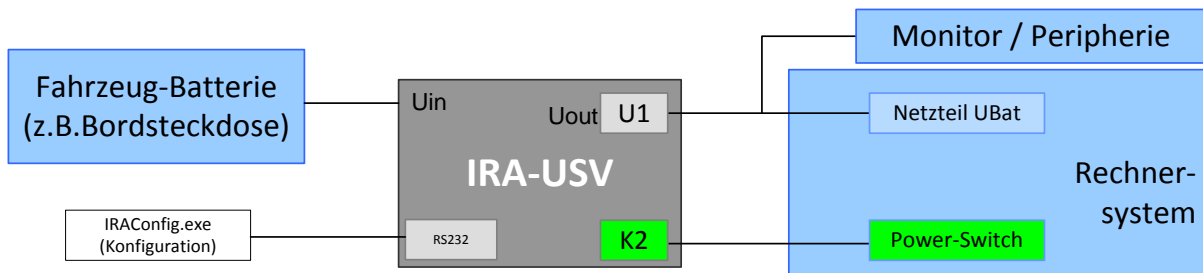 Monitor / Peripherie
Fahrzeug-Batterie
(z.B.Bordsteckdose)
Uin
Uout
U1
Netzteil UBat
IRA-USV
Rechner-
system
IRAConfig.exe
(Konfiguration)
RS232
K2
Power-Switch